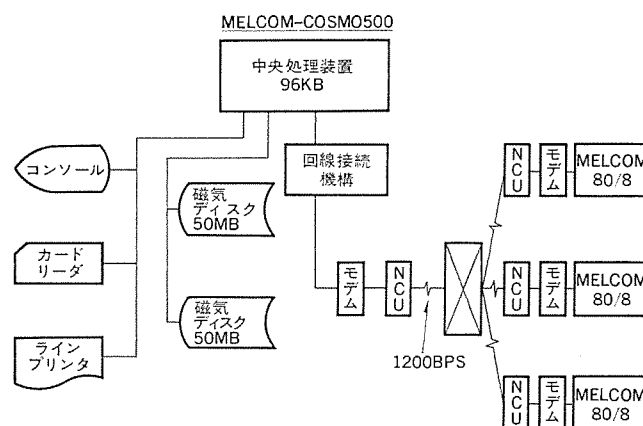 MELCOM-COSMO500
中央処理装置
96KB
回線接続
機構
コンソール
カード
リーダ
ライン
プリンタ
磁気
ディスク
50MB
磁気
ディスク
50MB
モデム
NCU
1200BPS
NCU
モデム
MELCOM
80/8
NCU
モデム
MELCOM
80/8
NCU
モデム
MELCOM
80/8